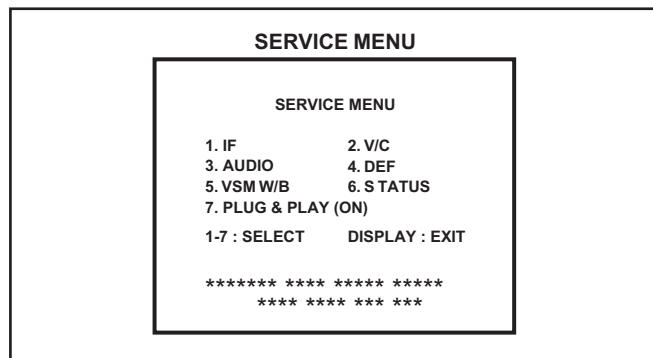 SERVICE MENU
SERVICE MENU
1. IF 2. V/C
3. AUDIO 4. DEF
5. VSM W/B 6. S TATUS
7. PLUG & PLAY (ON)
1-7 : SELECT DISPLAY : EXIT
******* **** ***** *****
**** **** *** ***